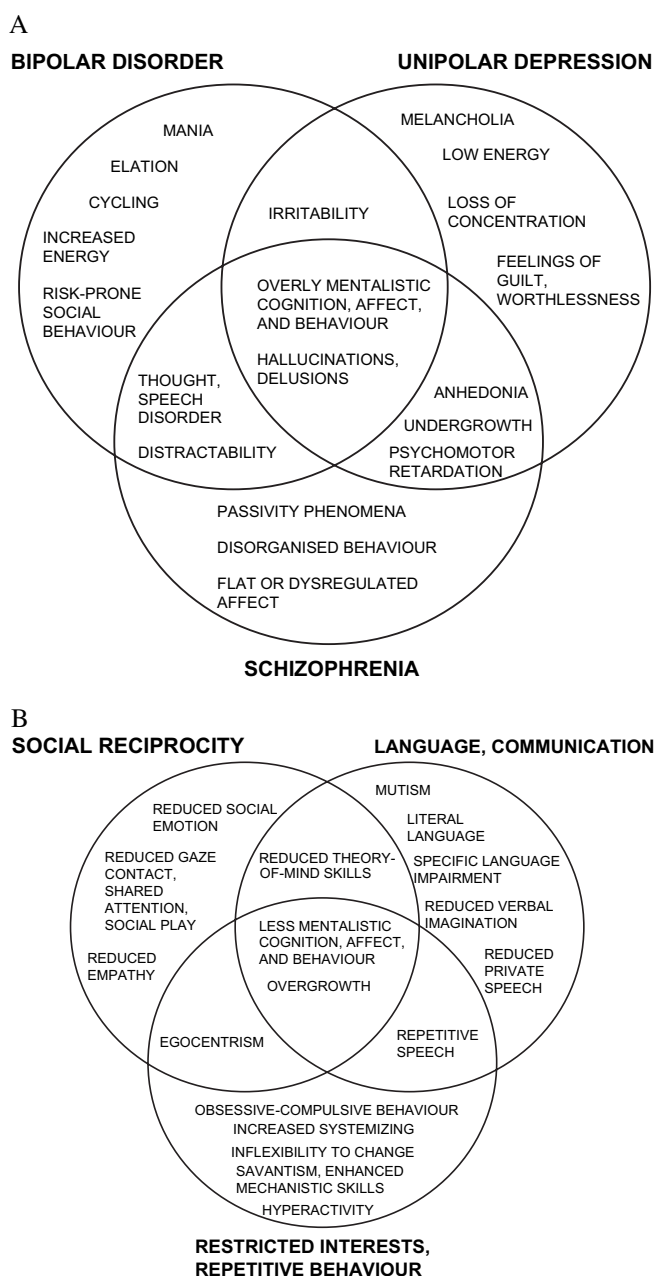 A
BIPOLAR DISORDER
UNIPOLAR DEPRESSION
MANIA
ELATION
CYCLING
INCREASED
ENERGY
RISK-PRONE
SOCIAL
BEHAVIOUR
IRRITABILITY
MELANCHOLIA
LOW ENERGY
LOSS OF
CONCENTRATION
FEELINGS OF
GUILT,
WORTHLESSNESS
OVERLY MENTALISTIC
COGNITION, AFFECT,
AND BEHAVIOUR
HALLUCINATIONS,
DELUSIONS
THOUGHT,
SPEECH
DISORDER
DISTRACTABILITY
ANHEDONIA
UNDERGROWTH
PSYCHOMOTOR
RETARDATION
PASSIVITY PHENOMENA
DISORGANISED BEHAVIOUR
FLAT OR DYSREGULATED
AFFECT
SCHIZOPHRENIA
B
SOCIAL RECIPROCITY
LANGUAGE, COMMUNICATION
REDUCED SOCIAL
EMOTION
REDUCED GAZE
CONTACT,
SHARED
ATTENTION,
SOCIAL PLAY
REDUCED
EMPATHY
REDUCED THEORY-
OF-MIND SKILLS
MUTISM
LITERAL
LANGUAGE
SPECIFIC LANGUAGE
IMPAIRMENT
REDUCED VERBAL
IMAGINATION
REDUCED
PRIVATE
SPEECH
LESS MENTALISTIC
COGNITION, AFFECT,
AND BEHAVIOUR
OVERGROWTH
EGOCENTRISM
REPETITIVE
SPEECH
OBSESSIVE-COMPULSIVE BEHAVIOUR
INCREASED SYSTEMIZING
INFLEXIBILITY TO CHANGE
SAVANTISM, ENHANCED
MECHANISTIC SKILLS
HYPERACTIVITY
RESTRICTED INTERESTS,
REPETITIVE BEHAVIOUR